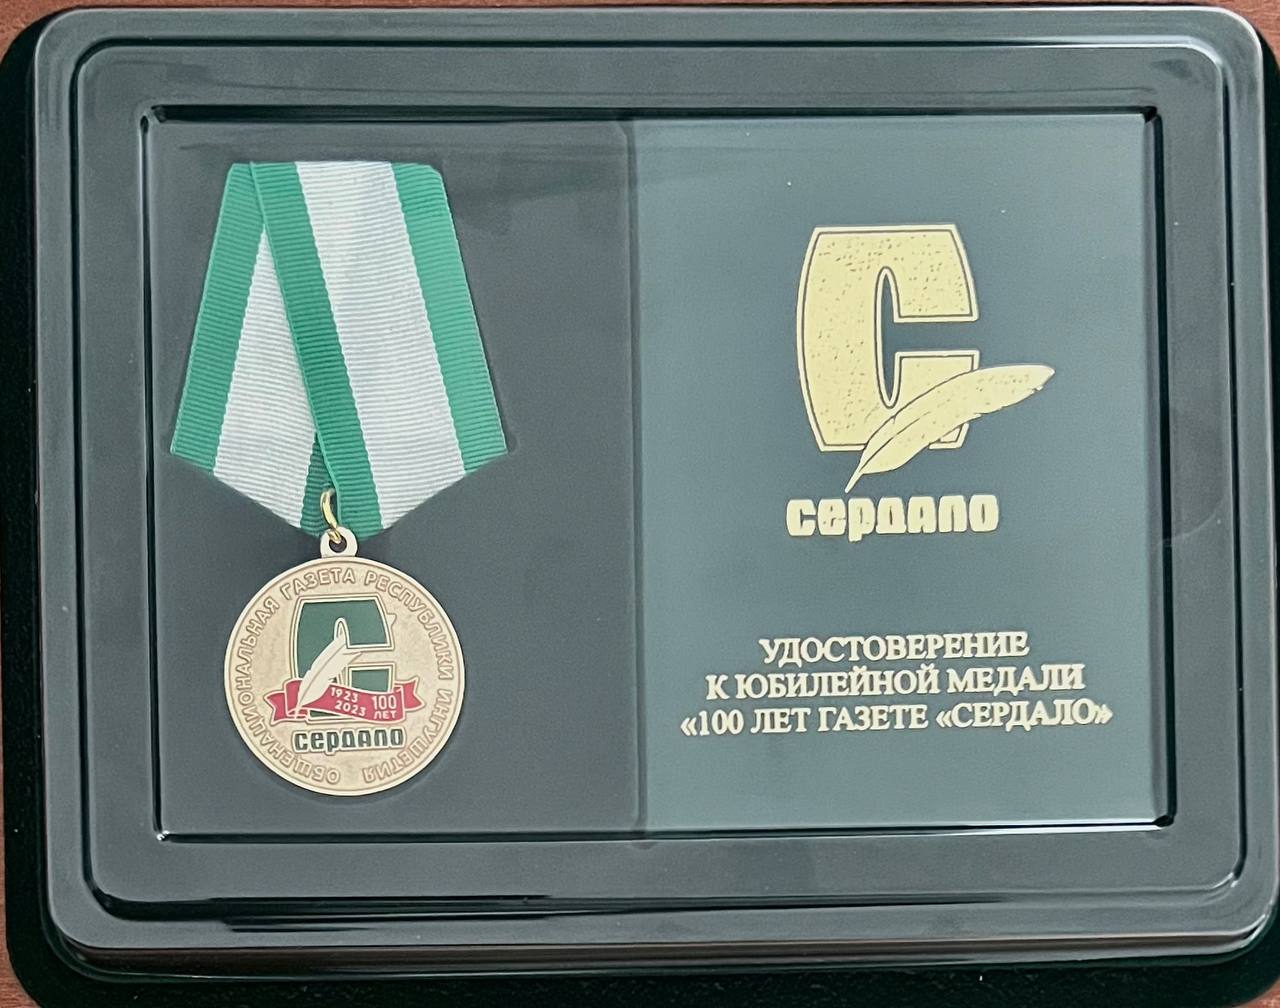 ОБЩЕНАЦИОНАЛЬНАЯ ГАЗЕТА РЕСПУБЛИКИ ИНГУШЕТИЯ
С
1923
2023
100
ЛЕТ
сердало
С
сердало
УДОСТОВЕРЕНИЕ
К ЮБИЛЕЙНОЙ МЕДАЛИ
«100 ЛЕТ ГАЗЕТЕ «СЕРДАЛО»